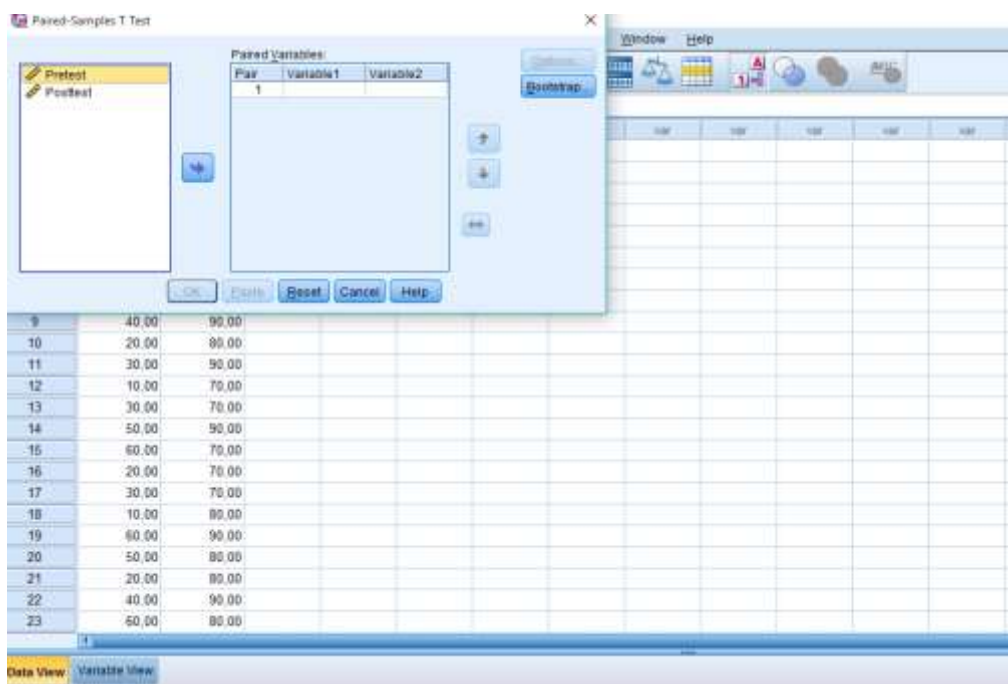 Paired-Samples T Test
Window Help
Paired Variables:
Pair Variable1 Variable2
1
Pretest
Posttest
Options...
Bootstrap...
OK Paste Reset Cancel Help
var var var var var
9 40,00 90,00
10 20,00 80,00
11 30,00 90,00
12 10,00 70,00
13 30,00 70,00
14 50,00 90,00
15 60,00 70,00
16 20,00 70,00
17 30,00 70,00
18 10,00 80,00
19 60,00 90,00
20 50,00 80,00
21 20,00 80,00
22 40,00 90,00
23 60,00 80,00
Data View Variable View